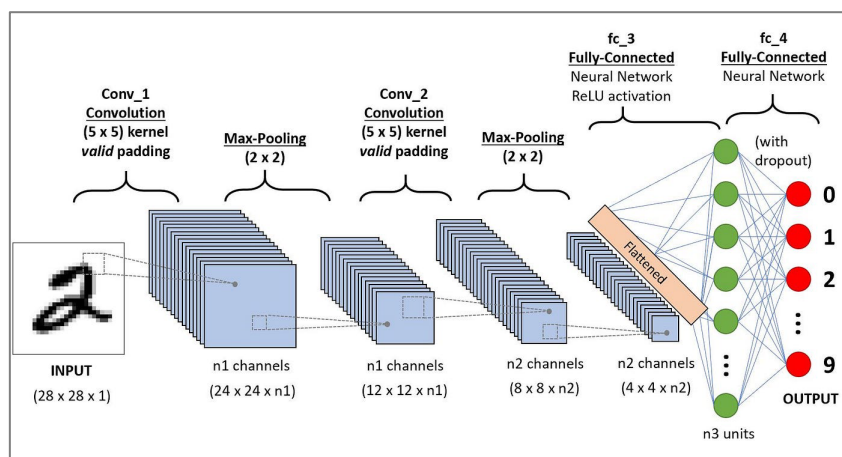 fc_3
Fully-Connected
Neural Network
ReLU activation
fc_4
Fully-Connected
Neural Network
Conv_1
Convolution
(5 x 5) kernel
valid padding
Max-Pooling
(2 x 2)
Conv_2
Convolution
(5 x 5) kernel
valid padding
Max-Pooling
(2 x 2)
(with
dropout)
Flattened
2
0
1
2
...
9
...
INPUT
(28 x 28 x 1)
n1 channels
(24 x 24 x n1)
n1 channels
(12 x 12 x n1)
n2 channels
(8 x 8 x n2)
n2 channels
(4 x 4 x n2)
OUTPUT
n3 units